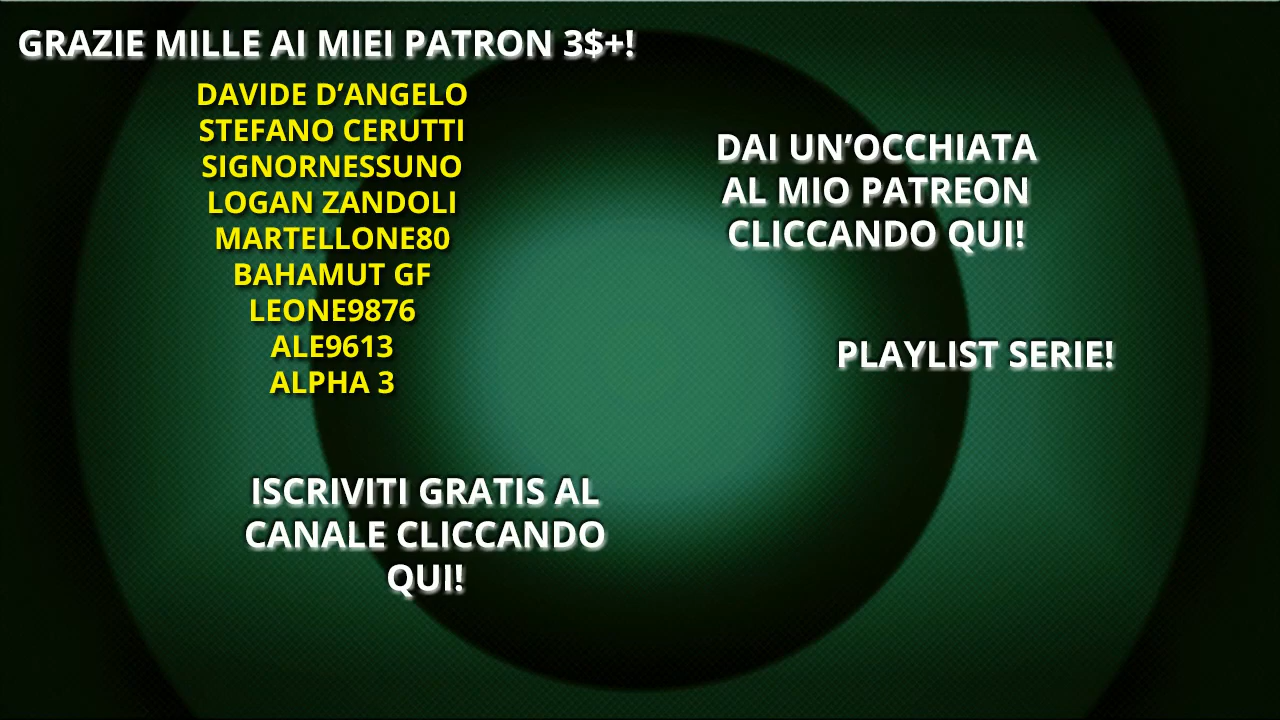 GRAZIE MILLE AI MIEI PATRON 3$+!
DAVIDE D’ANGELO
STEFANO CERUTTI
SIGNORNESSUNO
LOGAN ZANDOLI
MARTELLONE80
BAHAMUT GF
LEONE9876
ALE9613
ALPHA 3
DAI UN’OCCHIATA
AL MIO PATREON
CLICCANDO QUI!
PLAYLIST SERIE!
ISCRIVITI GRATIS AL
CANALE CLICCANDO
QUI!